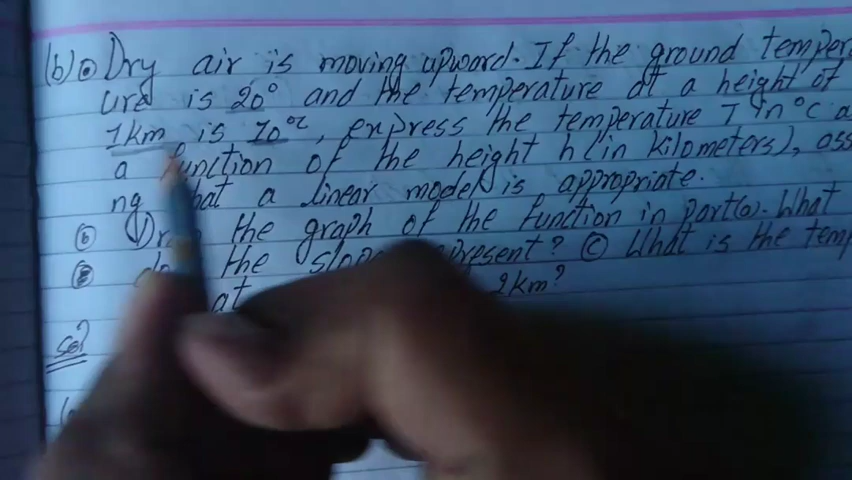 (b) ⓐ Dry air is moving upward. If the ground temper
ure is 20° and the temperature at a height of
1km is 10°c, express the temperature T in °c a
a function of the height h (in kilometers), ass
ng that a linear model is appropriate.
ⓑ the graph of the function in part(a). What
the slope represent? ⓒ What is the temp
at 2km?